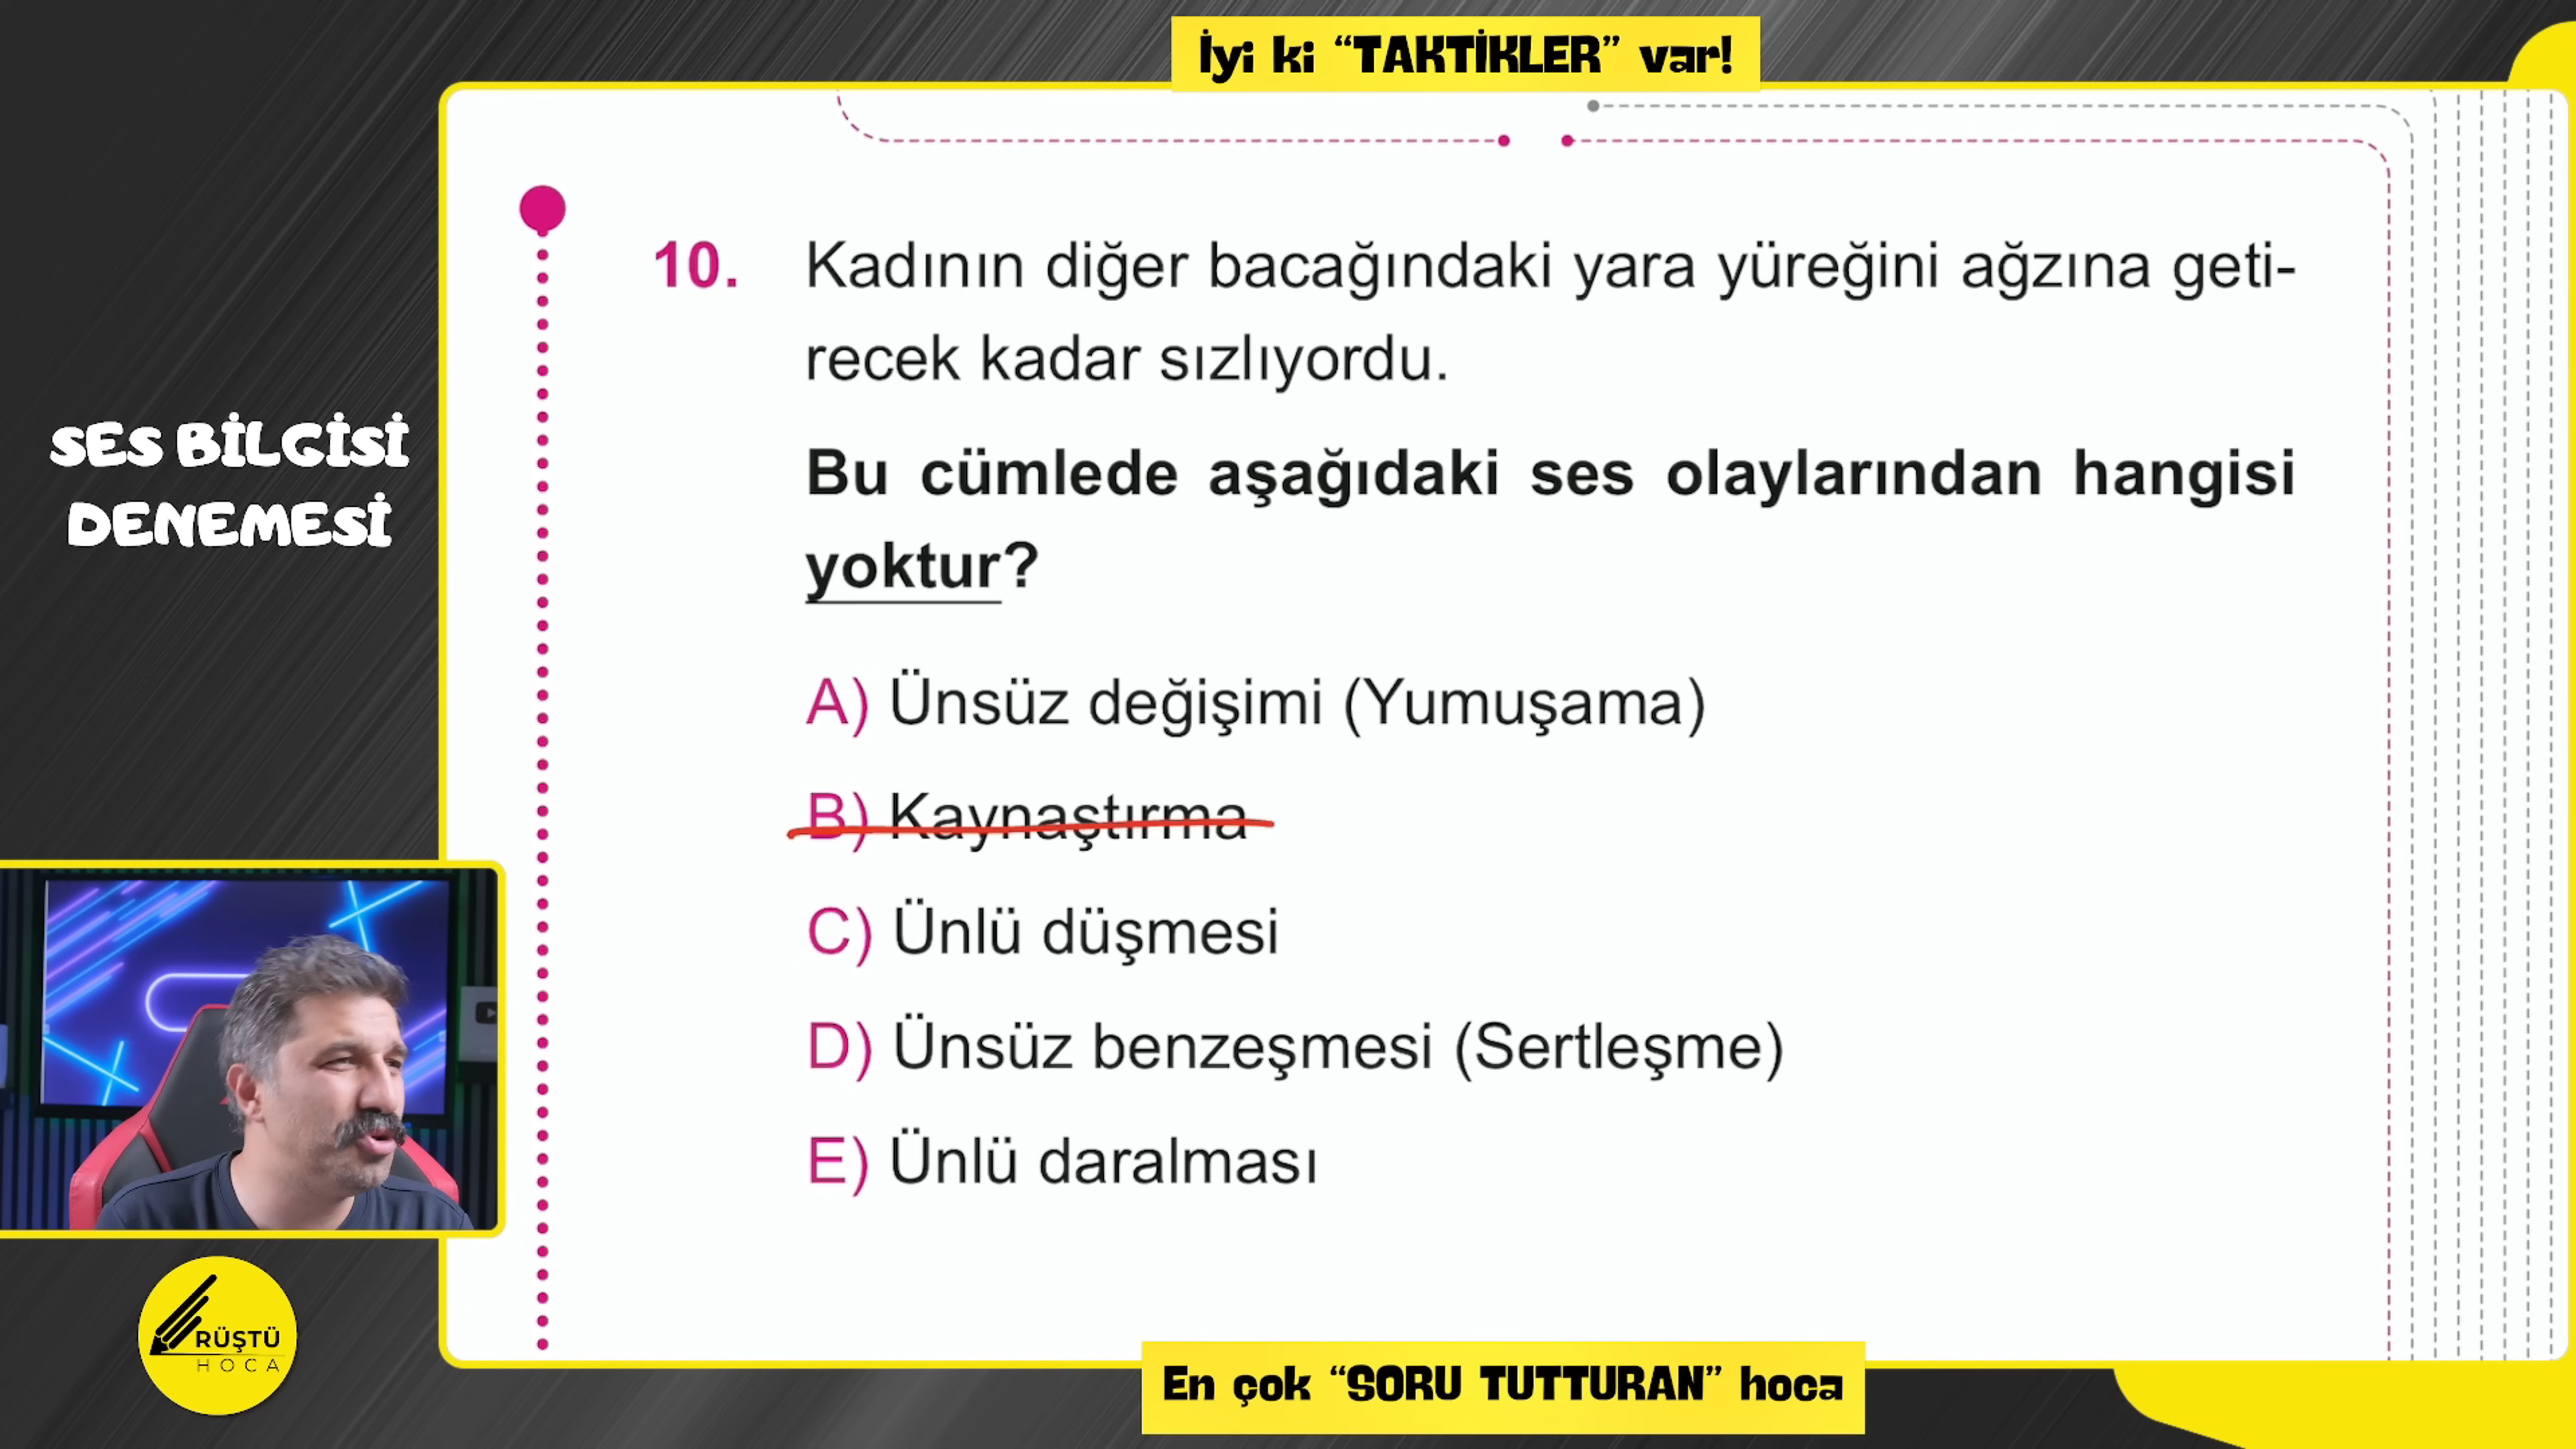 İyi ki “TAKTİKLER” var!
SES BİLGİSİ
DENEMESİ
10. Kadının diğer bacağındaki yara yüreğini ağzına geti-
recek kadar sızlıyordu.
Bu cümlede aşağıdaki ses olaylarından hangisi
yoktur?
A) Ünsüz değişimi (Yumuşama)
B) Kaynaştırma
C) Ünlü düşmesi
D) Ünsüz benzeşmesi (Sertleşme)
E) Ünlü daralması
RÜŞTÜ
HOCA
En çok “SORU TUTTURAN” hoca